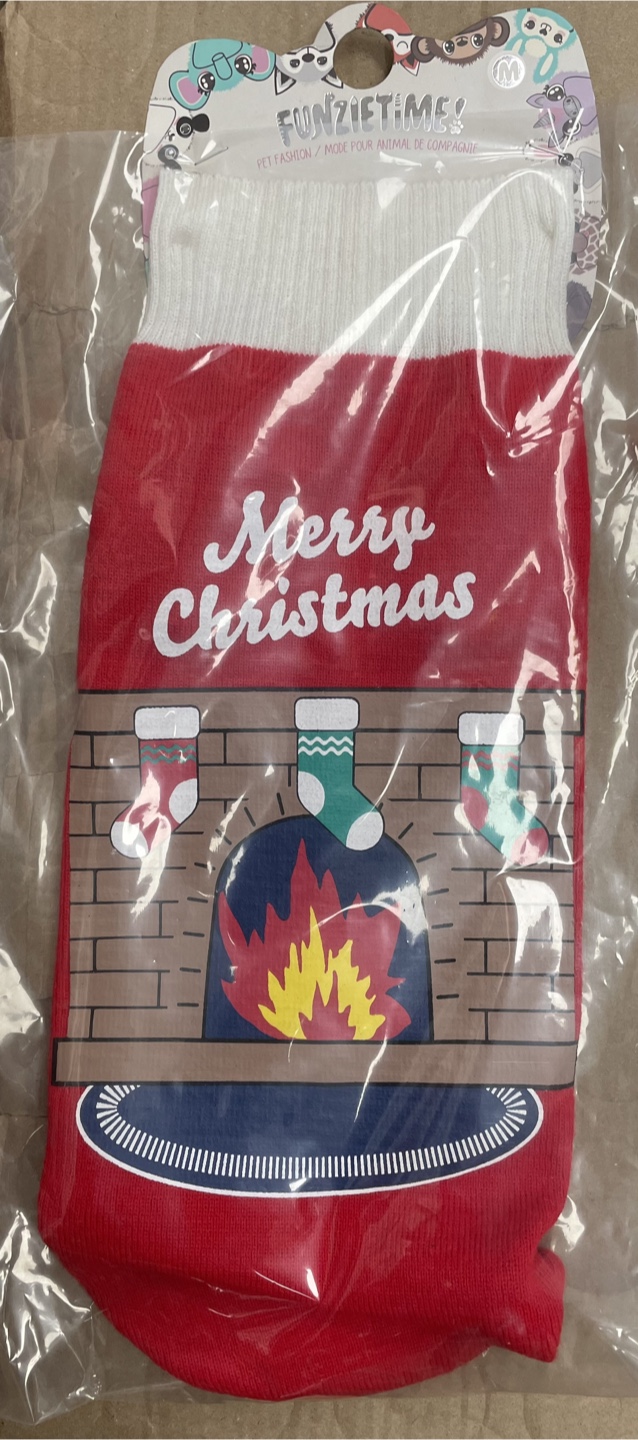 M
FUNZIETIME!
PET FASHION / MODE POUR ANIMAL DE COMPAGNIE
Merry
Christmas